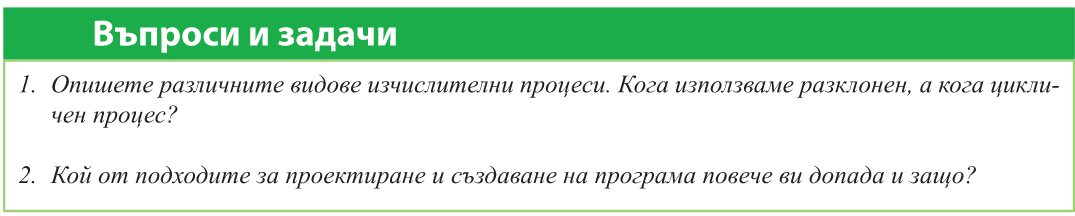 Въпроси и задачи
1. Опишете различните видове изчислителни процеси. Кога използваме разклонен, а кога цикли-
чен процес?
2. Кой от подходите за проектиране и създаване на програма повече ви допада и защо?